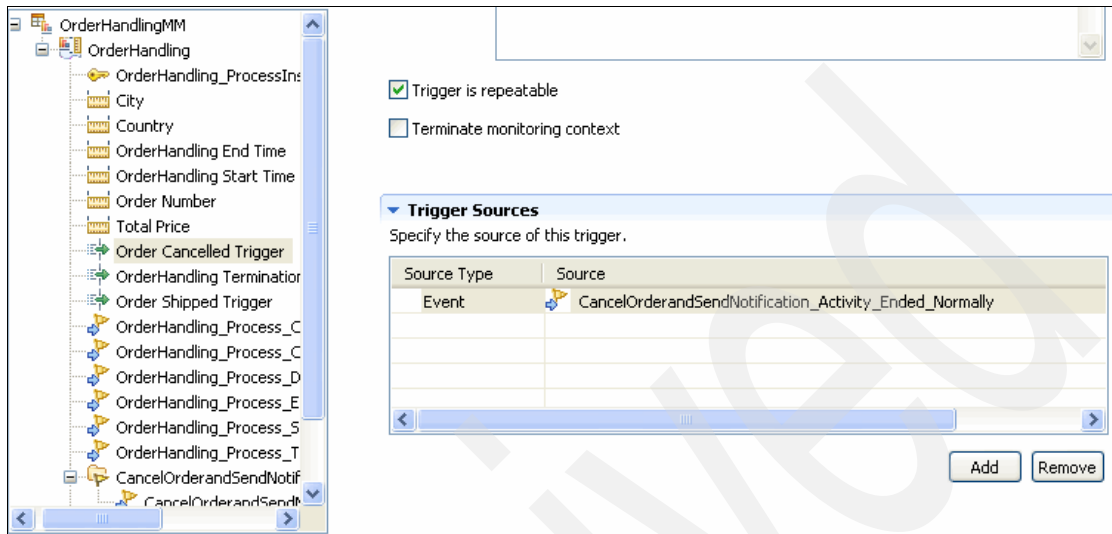 OrderHandlingMM
OrderHandling
OrderHandling_ProcessIns
City
Country
OrderHandling End Time
OrderHandling Start Time
Order Number
Total Price
Order Cancelled Trigger
OrderHandling Termination
Order Shipped Trigger
OrderHandling_Process_C
OrderHandling_Process_C
OrderHandling_Process_D
OrderHandling_Process_E
OrderHandling_Process_S
OrderHandling_Process_T
CancelOrderandSendNotif
CancelOrderandSendN
Trigger is repeatable
Terminate monitoring context
Trigger Sources
Specify the source of this trigger.
Source Type Source
Event CancelOrderandSendNotification_Activity_Ended_Normally
Add Remove